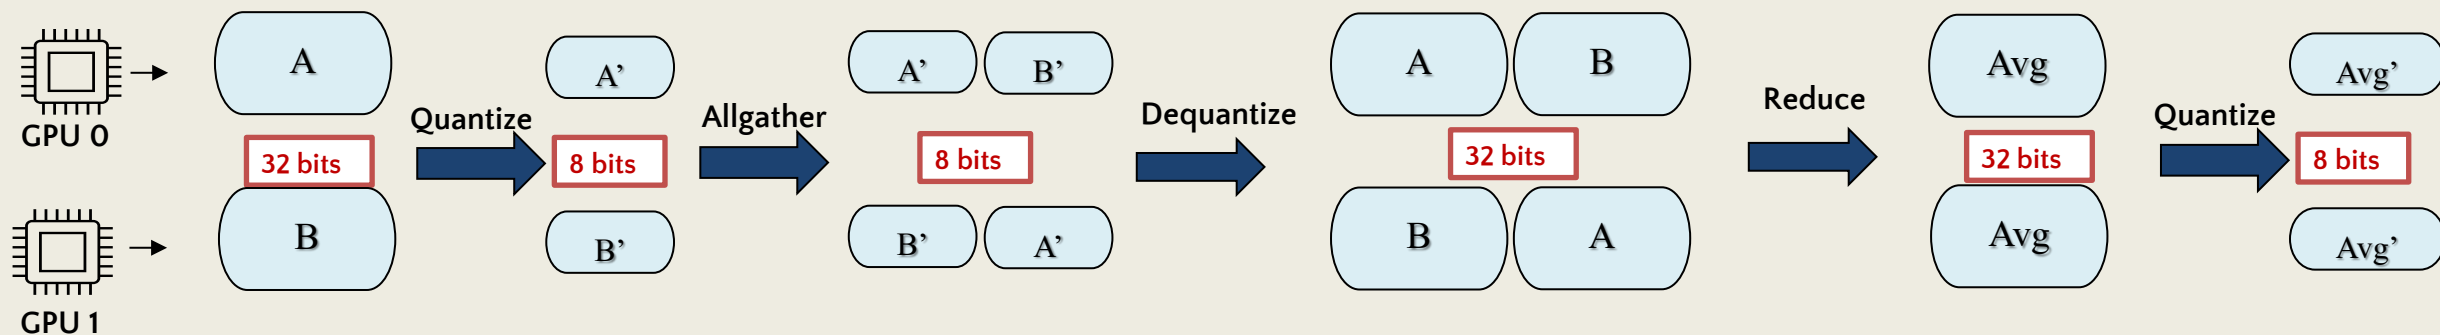 GPU 0
GPU 1
A
32 bits
B
Quantize
A’
8 bits
B’
Allgather
A’ B’
8 bits
B’ A’
Dequantize
A B
32 bits
B A
Reduce
Avg
32 bits
Avg
Quantize
Avg’
8 bits
Avg’